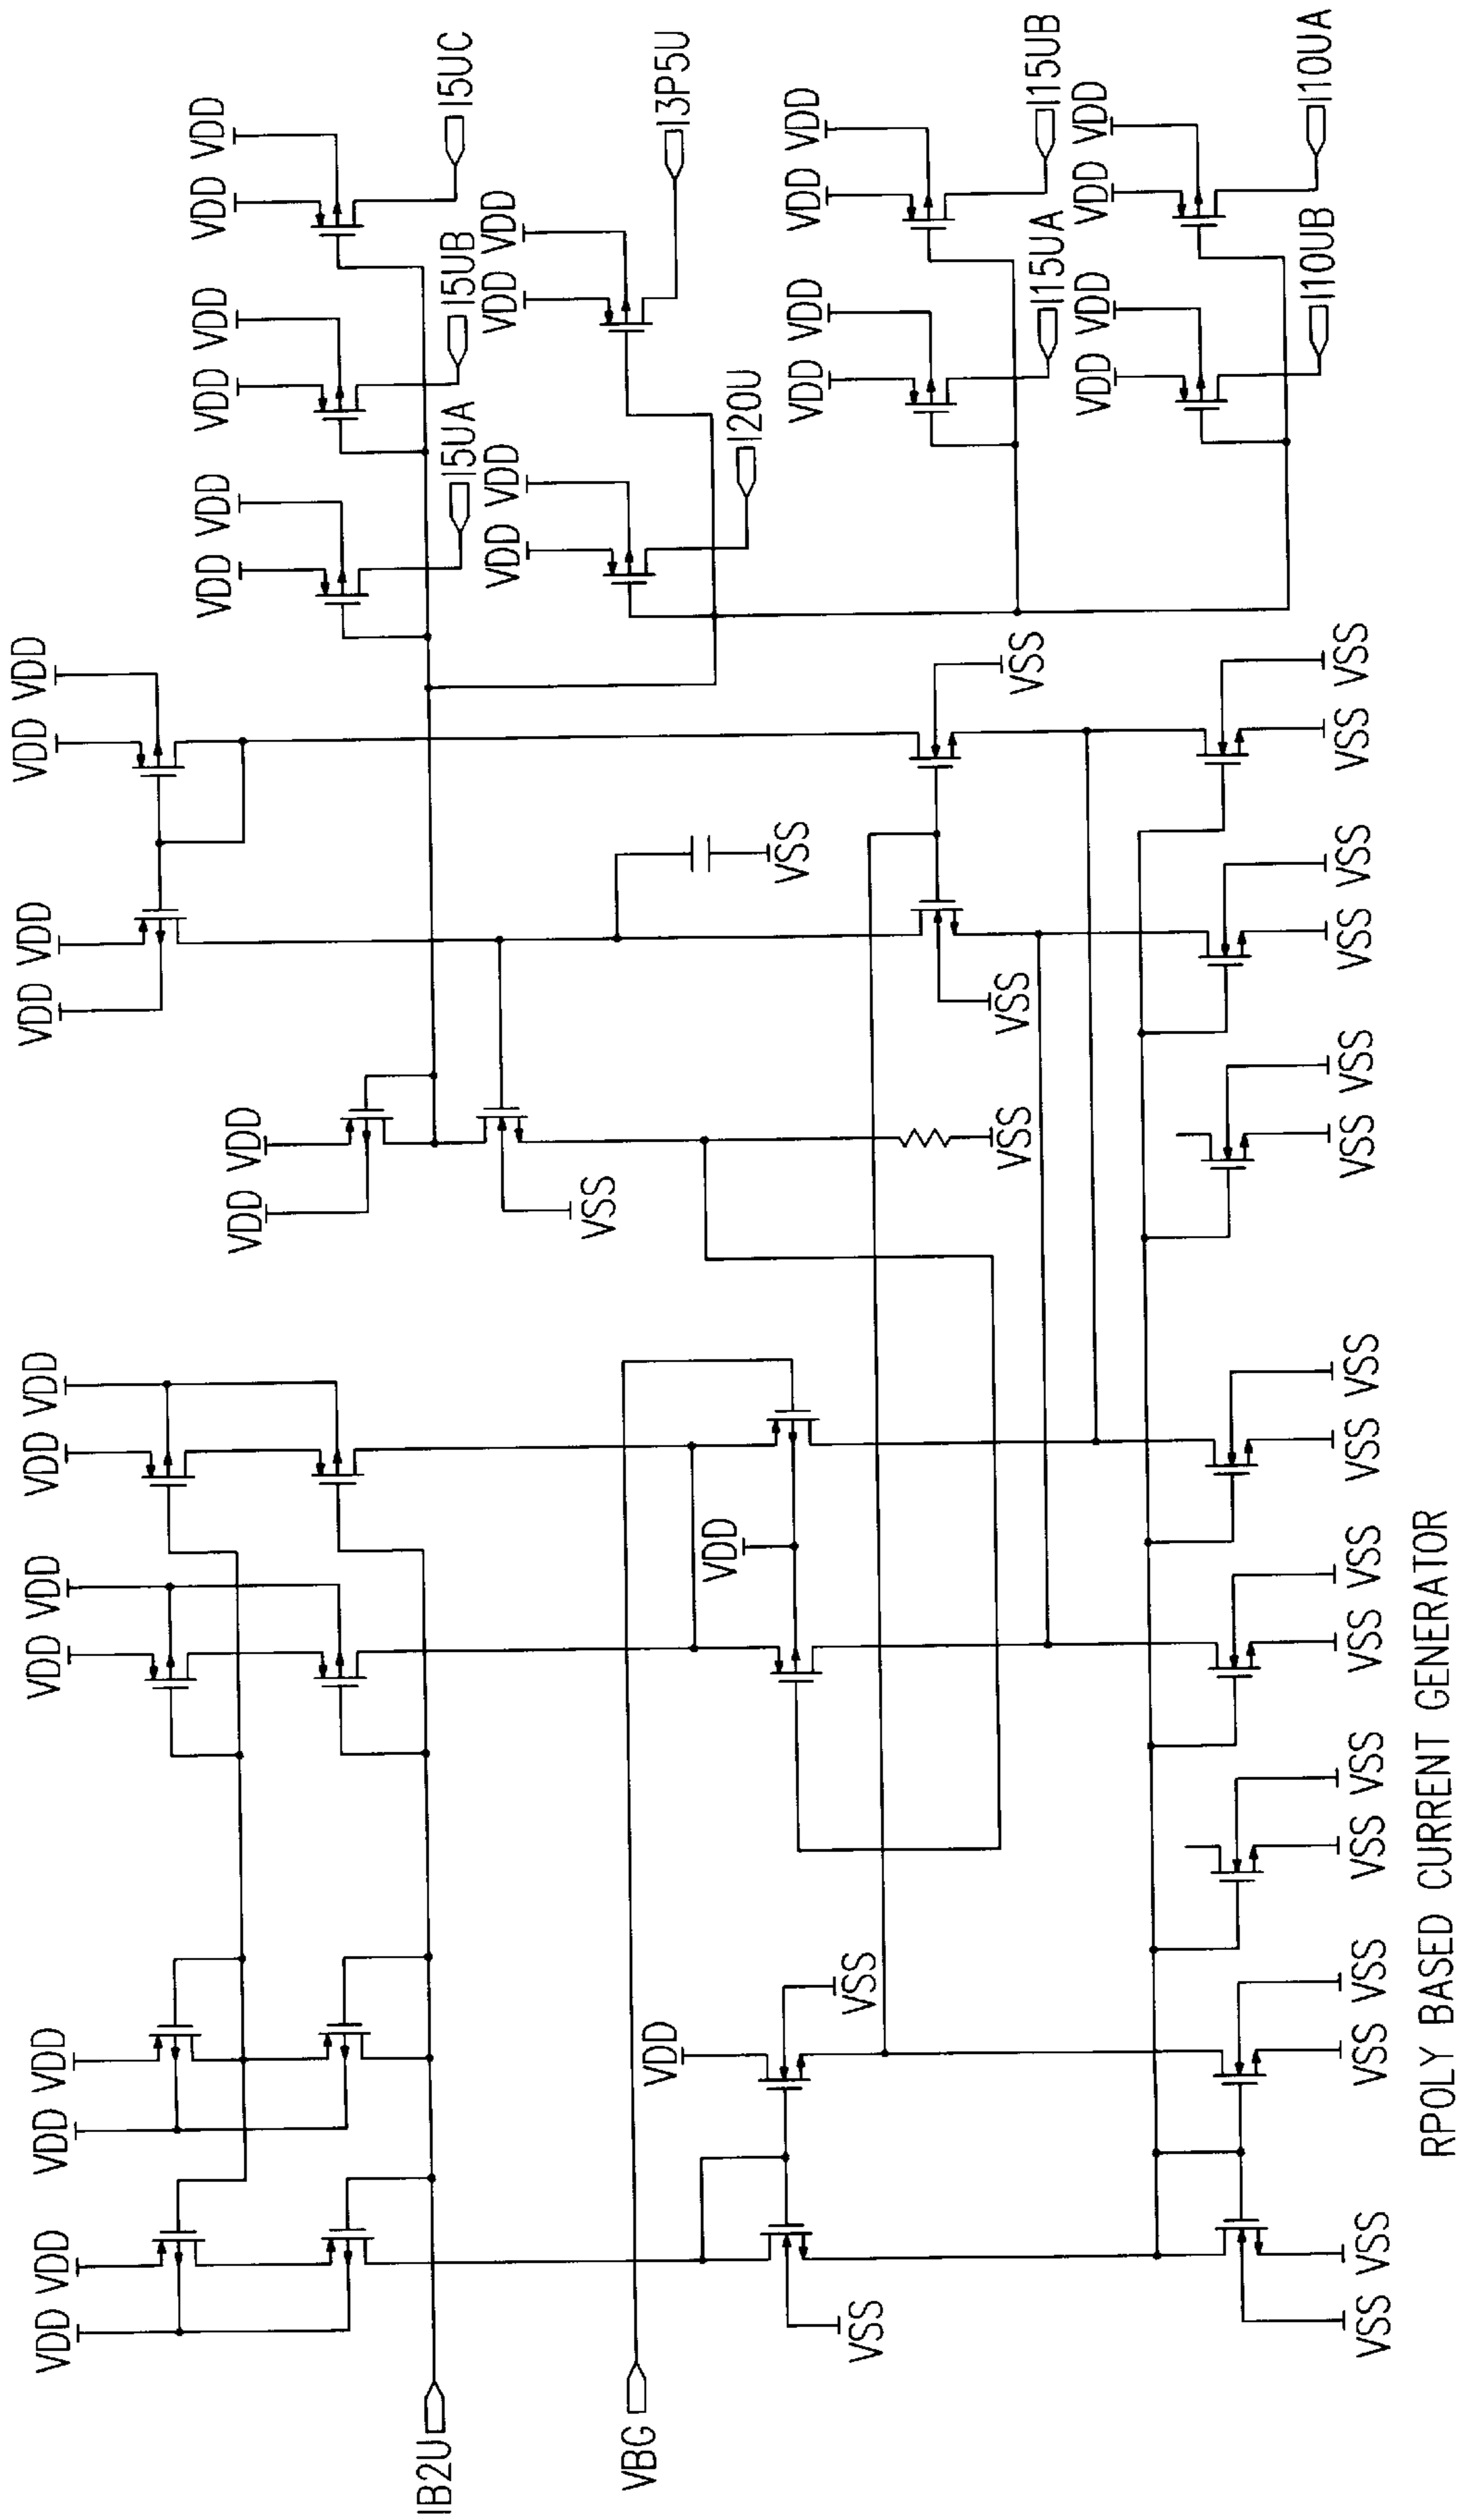 VDD VDD VDD VDD VDD VDD VDD VDD VDD VDD VDD VDD
VDD VDD VDD VDD VDD VDD VDD VDD
IB2U I5UA I5UB I5UC
VDD VDD VDD VDD
VSS
VBG VDD VDD I20U I3P5U
VSS VDD VDD VDD VDD
VSS VSS
VSS VSS VSS I15UA I15UB
VDD VDD VDD VDD
I10UB I10UA
VSS VSS VSS VSS VSS VSS VSS VSS VSS VSS VSS VSS VSS VSS VSS VSS
RPOLY BASED CURRENT GENERATOR